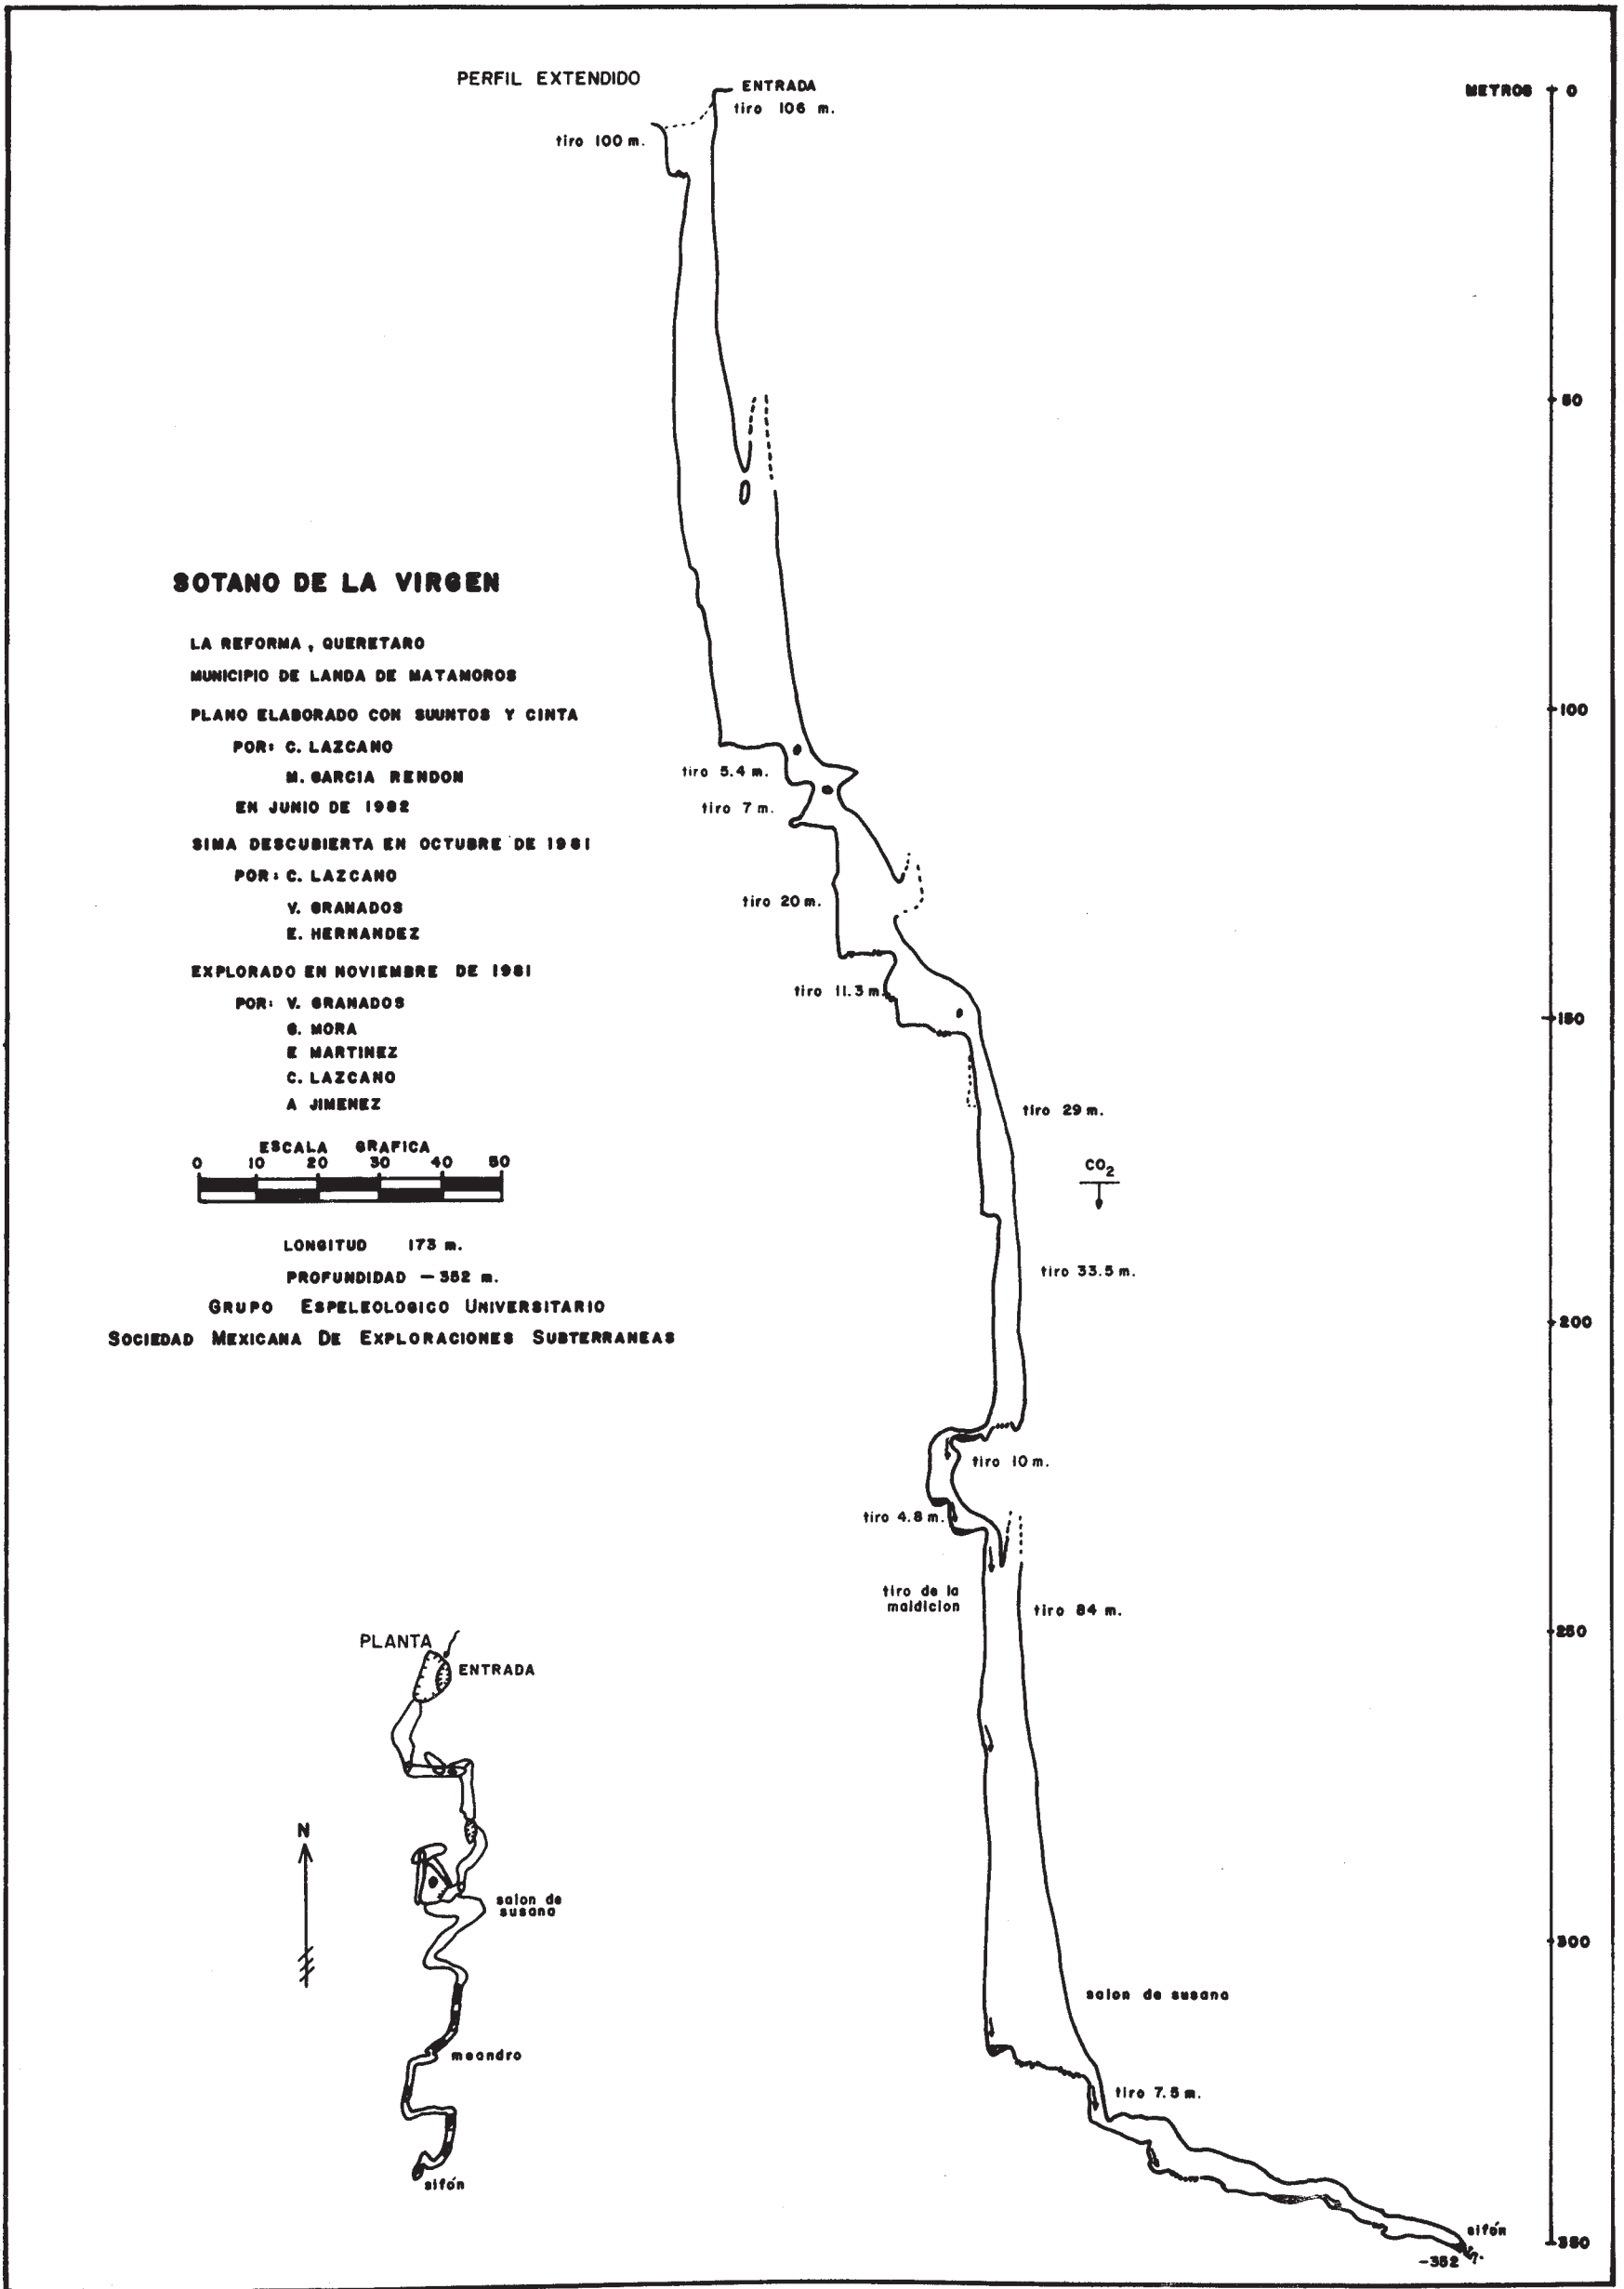 PERFIL EXTENDIDO
ENTRADA
tiro 106 m.
tiro 100 m.
METROS 0
50
100
150
200
250
300
350
SOTANO DE LA VIRGEN
LA REFORMA , QUERETARO
MUNICIPIO DE LANDA DE MATAMOROS
PLANO ELABORADO CON SUUNTOS Y CINTA
POR: C. LAZCANO
M. GARCIA RENDON
EN JUNIO DE 1982
SIMA DESCUBIERTA EN OCTUBRE DE 1981
POR: C. LAZCANO
V. GRANADOS
E. HERNANDEZ
EXPLORADO EN NOVIEMBRE DE 1981
POR: V. GRANADOS
G. MORA
E MARTINEZ
C. LAZCANO
A JIMENEZ
ESCALA GRAFICA
0 10 20 30 40 50
LONGITUD 173 m.
PROFUNDIDAD – 352 m.
GRUPO ESPELEOLOGICO UNIVERSITARIO
SOCIEDAD MEXICANA DE EXPLORACIONES SUBTERRANEAS
tiro 5.4 m.
tiro 7 m.
tiro 20 m.
tiro 11.3 m.
tiro 29 m.
CO₂
tiro 33.5 m.
tiro 10 m.
tiro 4.8 m.
tiro de la
maldicion
tiro 84 m.
salon de susana
tiro 7.5 m.
sifón
-352
?
PLANTA
ENTRADA
N
salon de
susana
meandro
sifón